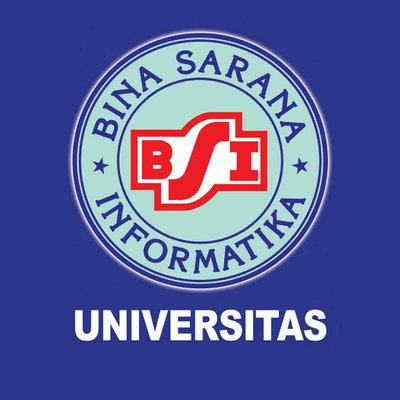 BINA SARANA
BSI
INFORMATIKA
UNIVERSITAS